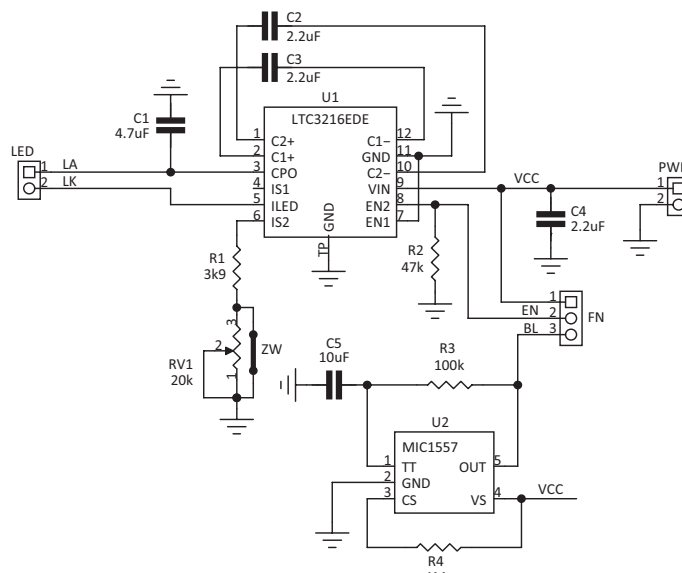 C2
2.2uF
C3
2.2uF
U1
LTC3216EDE
C1
4.7uF
1 C2+ C1− 12
2 C1+ GND 11
3 CPO C2− 10
4 IS1 VIN 9
5 ILED EN2 8
6 IS2 EN1 7
GND
TP
LED
1 LA
2 LK
VCC
PWR
1
2
C4
2.2uF
R1
3k9
R2
47k
1
EN 2
BL 3
FN
3
2
1
RV1
20k
ZW
C5
10uF
R3
100k
U2
MIC1557
1 TT OUT 5
2 GND
3 CS VS 4
VCC
R4